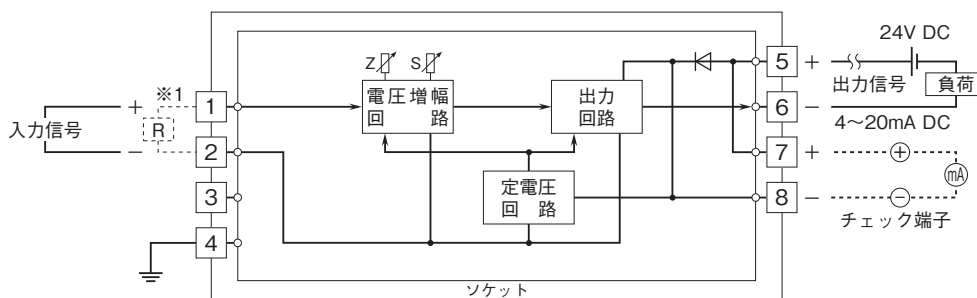 24V DC
Z
S
5
+
出力信号
負荷
※1
+
1
電圧増幅
回 路
出力
回路
6
−
入力信号
R
4〜20mA DC
−
2
7
+
+
定電圧
回 路
mA
3
8
−
−
チェック端子
4
ソケット